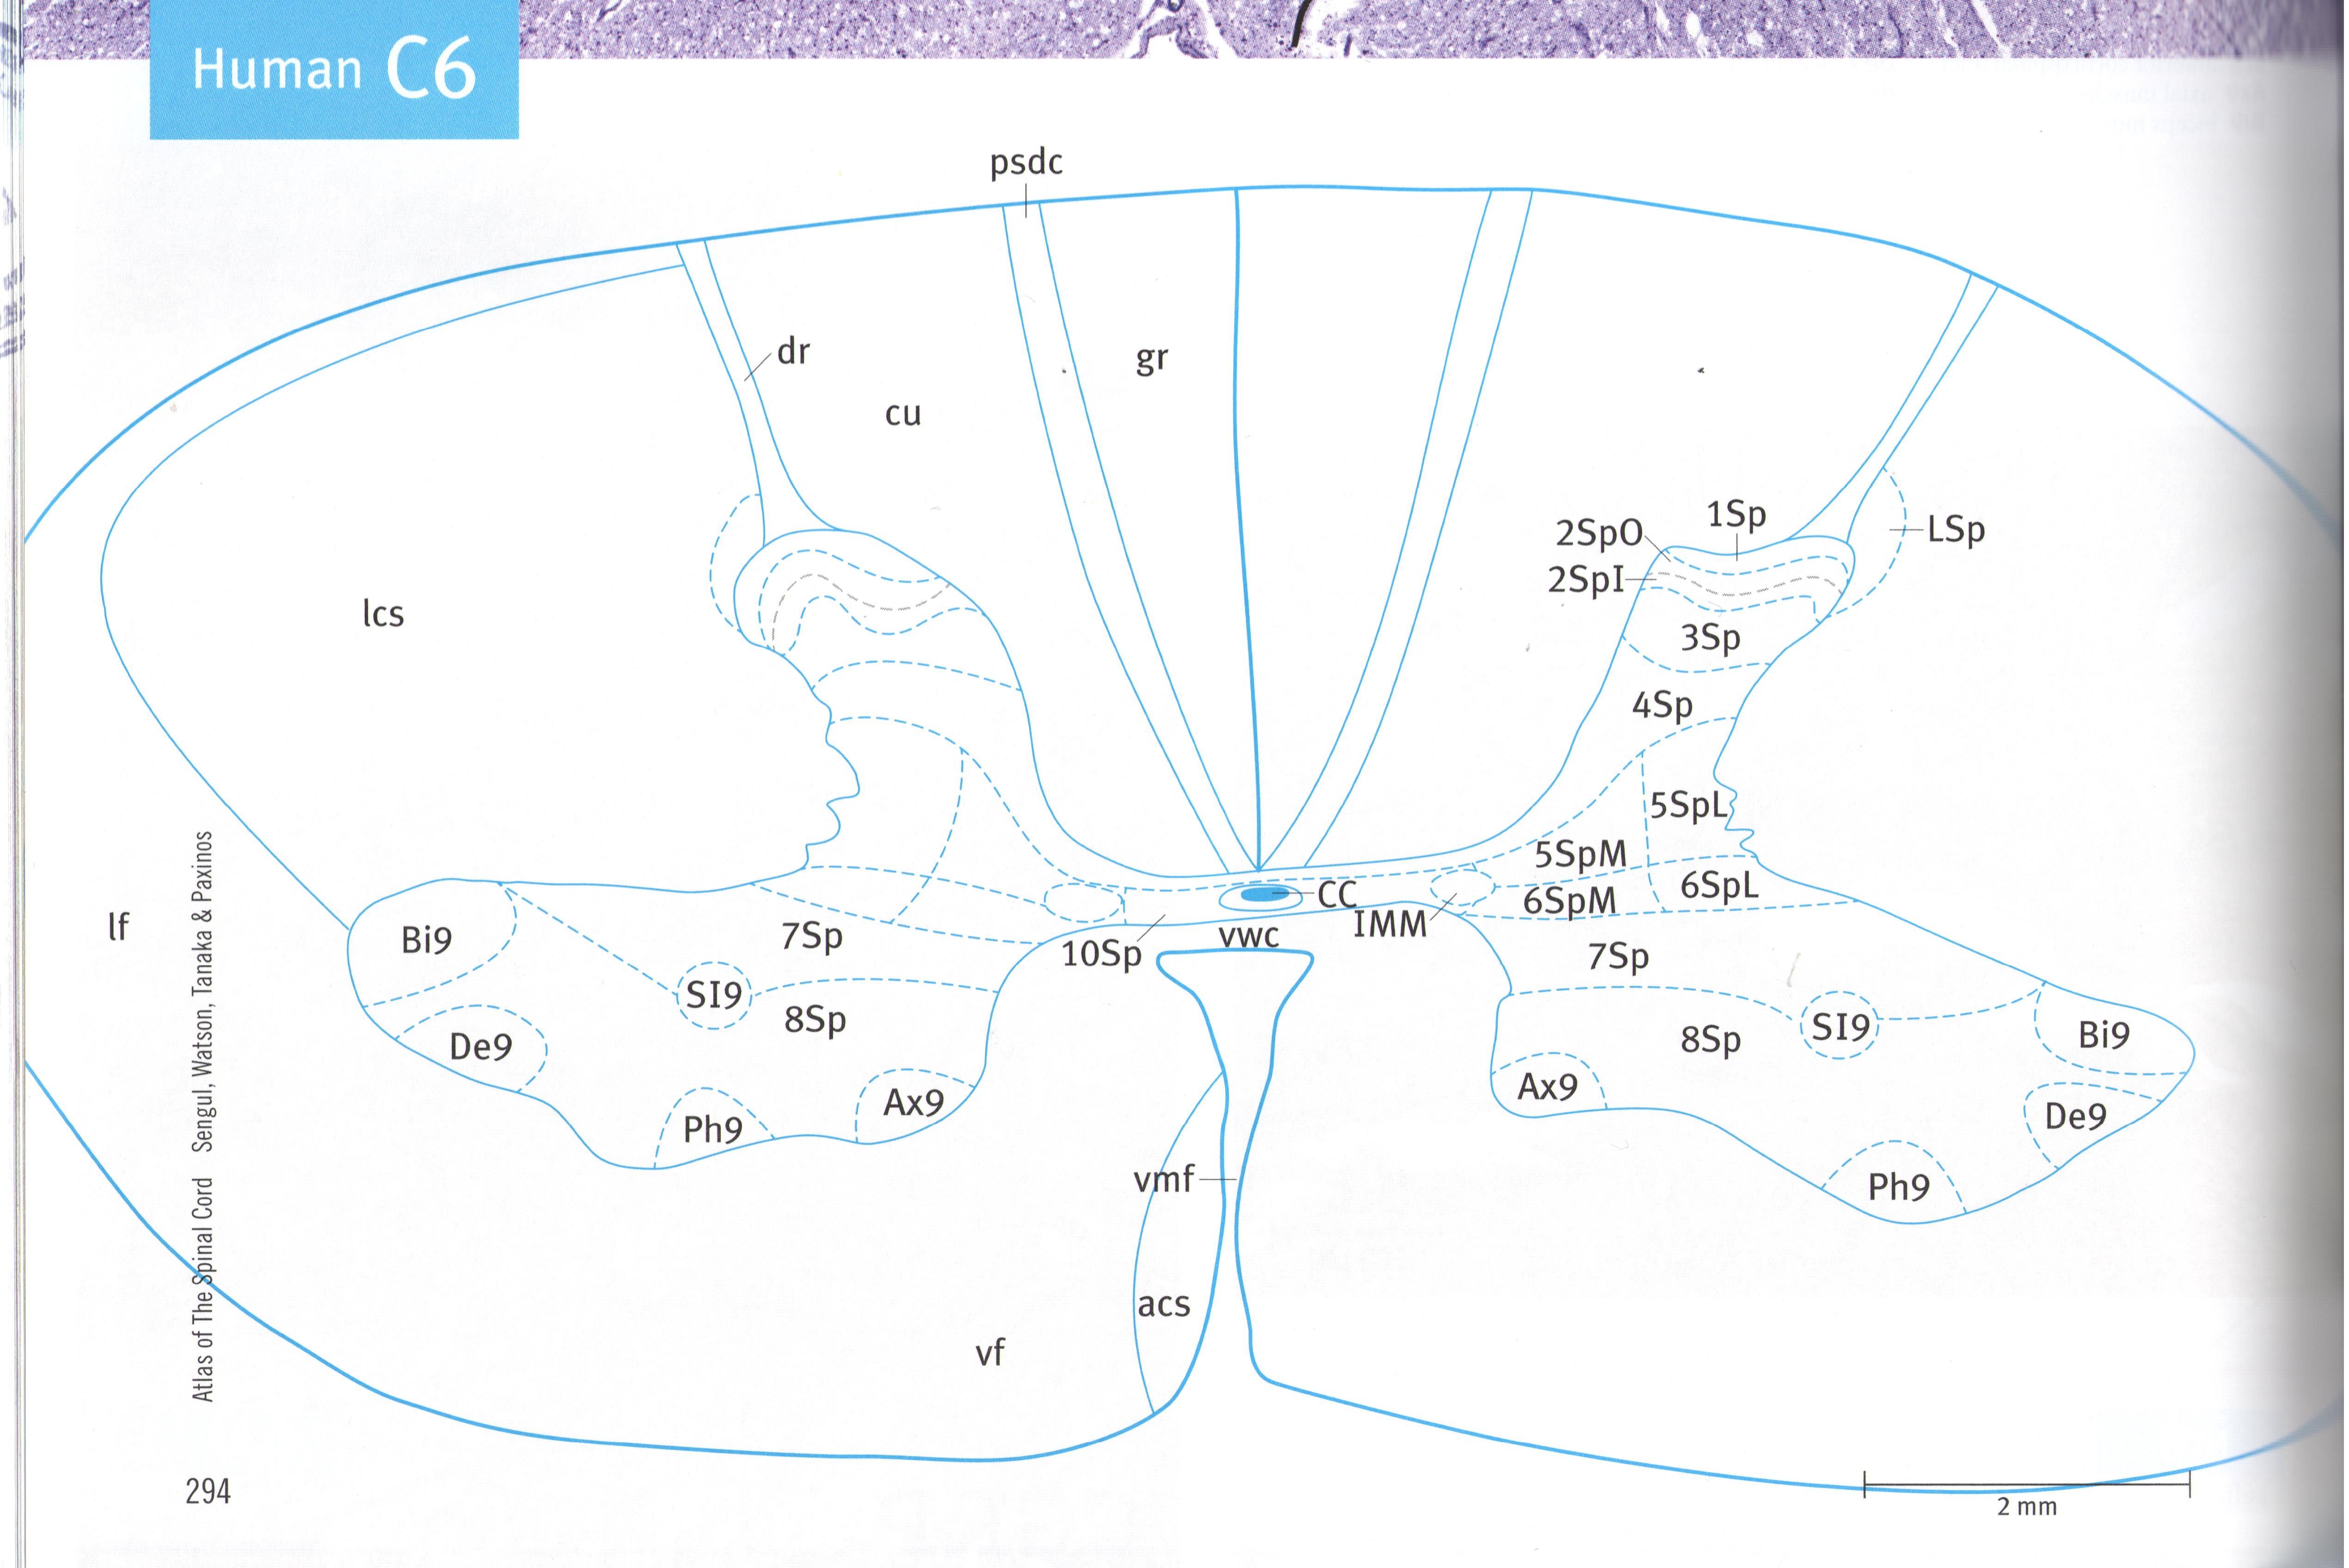 Human C6
psdc
dr
gr
cu
1Sp
2SpO
LSp
2SpI
lcs
3Sp
4Sp
5SpL
5SpM
6SpL
CC
6SpM
IMM
lf
Bi9
7Sp
vwc
10Sp
7Sp
SI9
8Sp
SI9
Bi9
De9
8Sp
Ax9
Ax9
De9
Ph9
vmf
Ph9
acs
vf
Atlas of The Spinal Cord Sengul, Watson, Tanaka & Paxinos
294
2 mm